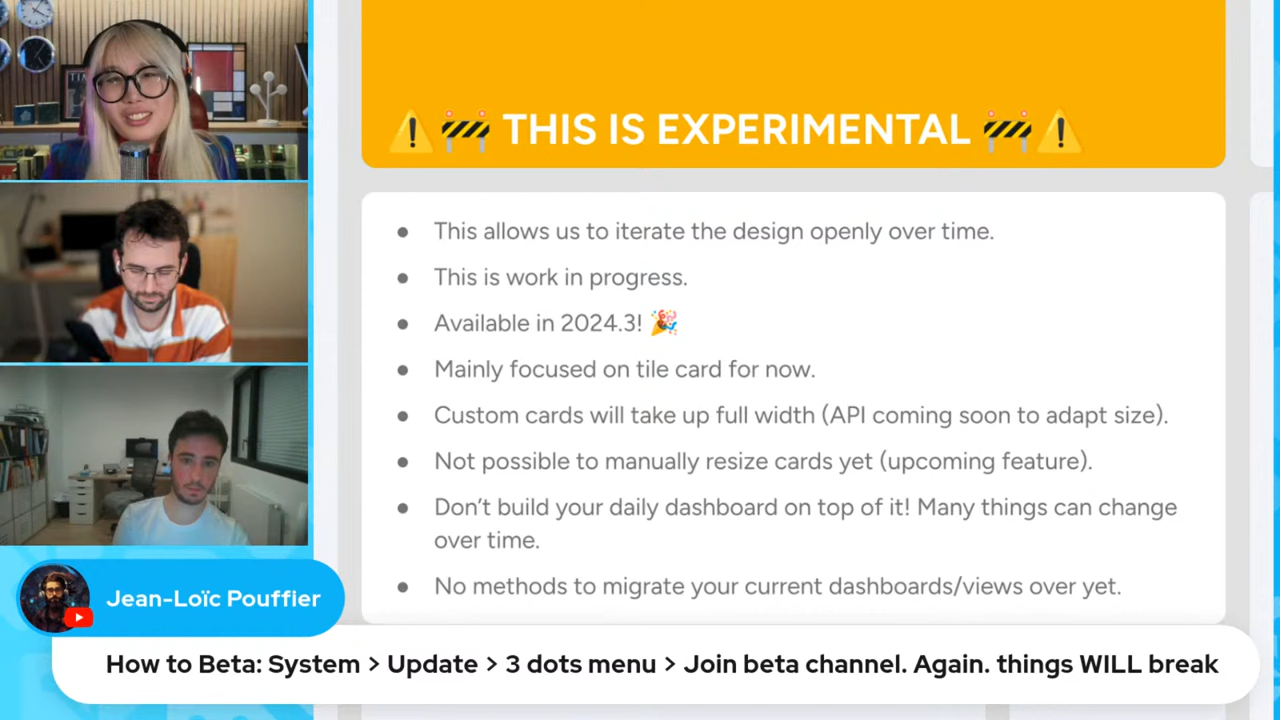 ⚠️🚧 THIS IS EXPERIMENTAL 🚧⚠️
● This allows us to iterate the design openly over time.
● This is work in progress.
● Available in 2024.3! 🎉
● Mainly focused on tile card for now.
● Custom cards will take up full width (API coming soon to adapt size).
● Not possible to manually resize cards yet (upcoming feature).
● Don’t build your daily dashboard on top of it! Many things can change
over time.
● No methods to migrate your current dashboards/views over yet.
Jean-Loïc Pouffier
How to Beta: System > Update > 3 dots menu > Join beta channel. Again. things WILL break